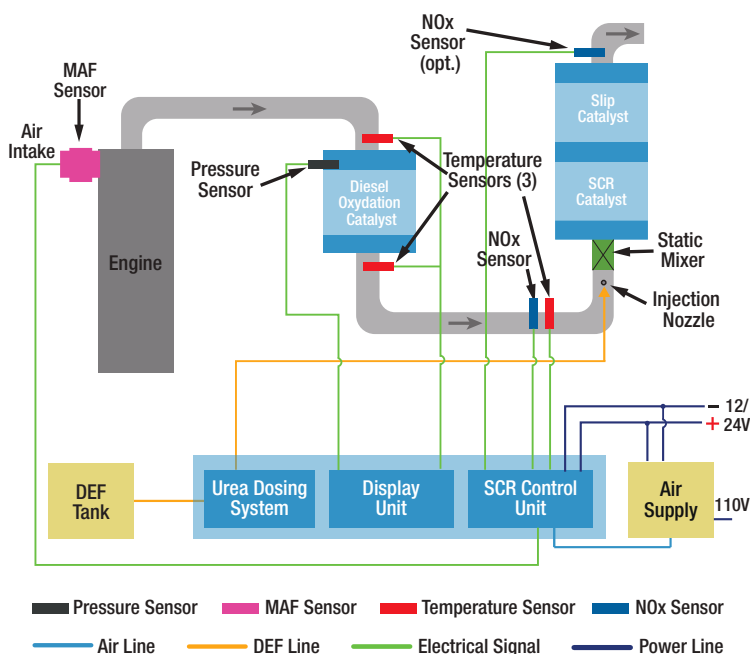 NOx
Sensor
(opt.)
MAF
Sensor
Air
Intake
Pressure
Sensor
Temperature
Sensors (3)
Slip
Catalyst
Diesel
Oxydation
Catalyst
SCR
Catalyst
NOx
Sensor
Static
Mixer
Engine
Injection
Nozzle
– 12/
+ 24V
DEF
Tank
Urea Dosing
System
Display
Unit
SCR Control
Unit
Air
Supply
110V
Pressure Sensor
MAF Sensor
Temperature Sensor
NOx Sensor
Air Line
DEF Line
Electrical Signal
Power Line